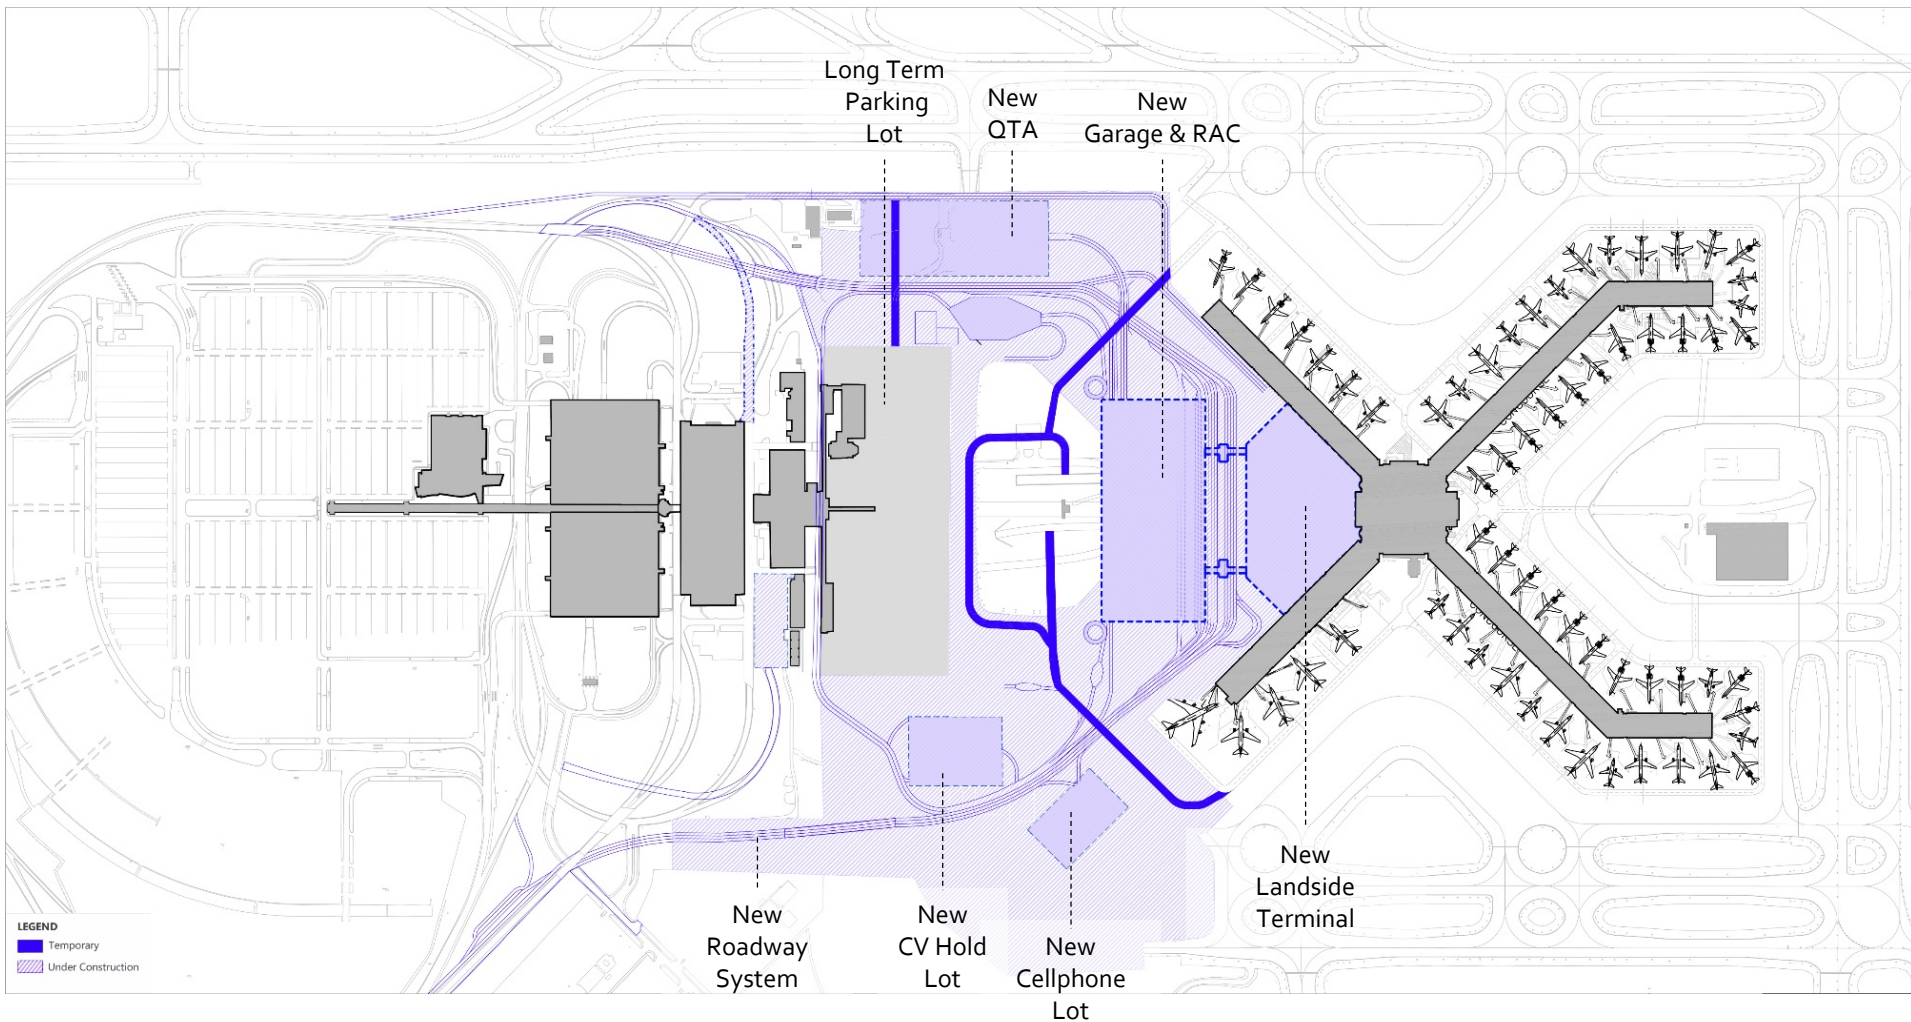 Long Term
Parking
Lot
New
QTA
New
Garage & RAC
New
Landside
Terminal
New
Roadway
System
New
CV Hold
Lot
New
Cellphone
Lot
LEGEND
Temporary
Under Construction